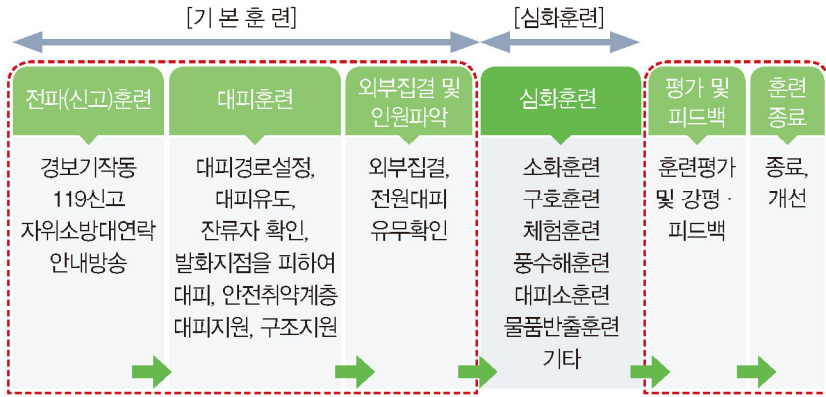 [기 본 훈 련]
[심화훈련]
전파(신고)훈련
경보기작동
119신고
자위소방대연락
안내방송
대피훈련
대피경로설정,
대피유도,
잔류자 확인,
발화지점을 피하여
대피, 안전취약계층
대피지원, 구조지원
외부집결 및
인원파악
외부집결,
전원대피
유무확인
심화훈련
소화훈련
구호훈련
체험훈련
풍수해훈련
대피소훈련
물품반출훈련
기타
평가 및
피드백
훈련평가
및 강평 ·
피드백
훈련
종료
종료,
개선